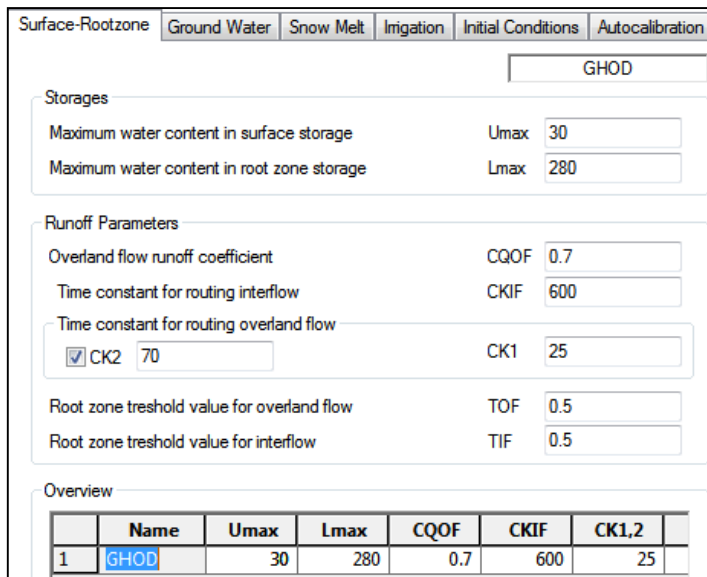 Surface-Rootzone Ground Water Snow Melt Irrigation Initial Conditions Autocalibration
GHOD
Storages
Maximum water content in surface storage Umax 30
Maximum water content in root zone storage Lmax 280
Runoff Parameters
Overland flow runoff coefficient CQOF 0.7
Time constant for routing interflow CKIF 600
Time constant for routing overland flow
CK2 70 CK1 25
Root zone treshold value for overland flow TOF 0.5
Root zone treshold value for interflow TIF 0.5
Overview
Name Umax Lmax CQOF CKIF CK1,2
1 GHOD 30 280 0.7 600 25